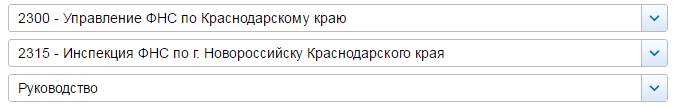 2300 - Управление ФНС по Краснодарскому краю
2315 - Инспекция ФНС по г. Новороссийску Краснодарского края
Руководство